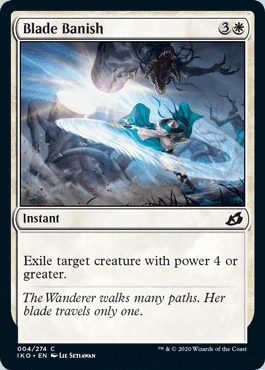 Blade Banish 3
Instant
Exile target creature with power 4 or
greater.
The Wanderer walks many paths. Her
blade travels only one.
004/274 C
IKO • EN Lie Setiawan
™ & © 2020 Wizards of the Coast